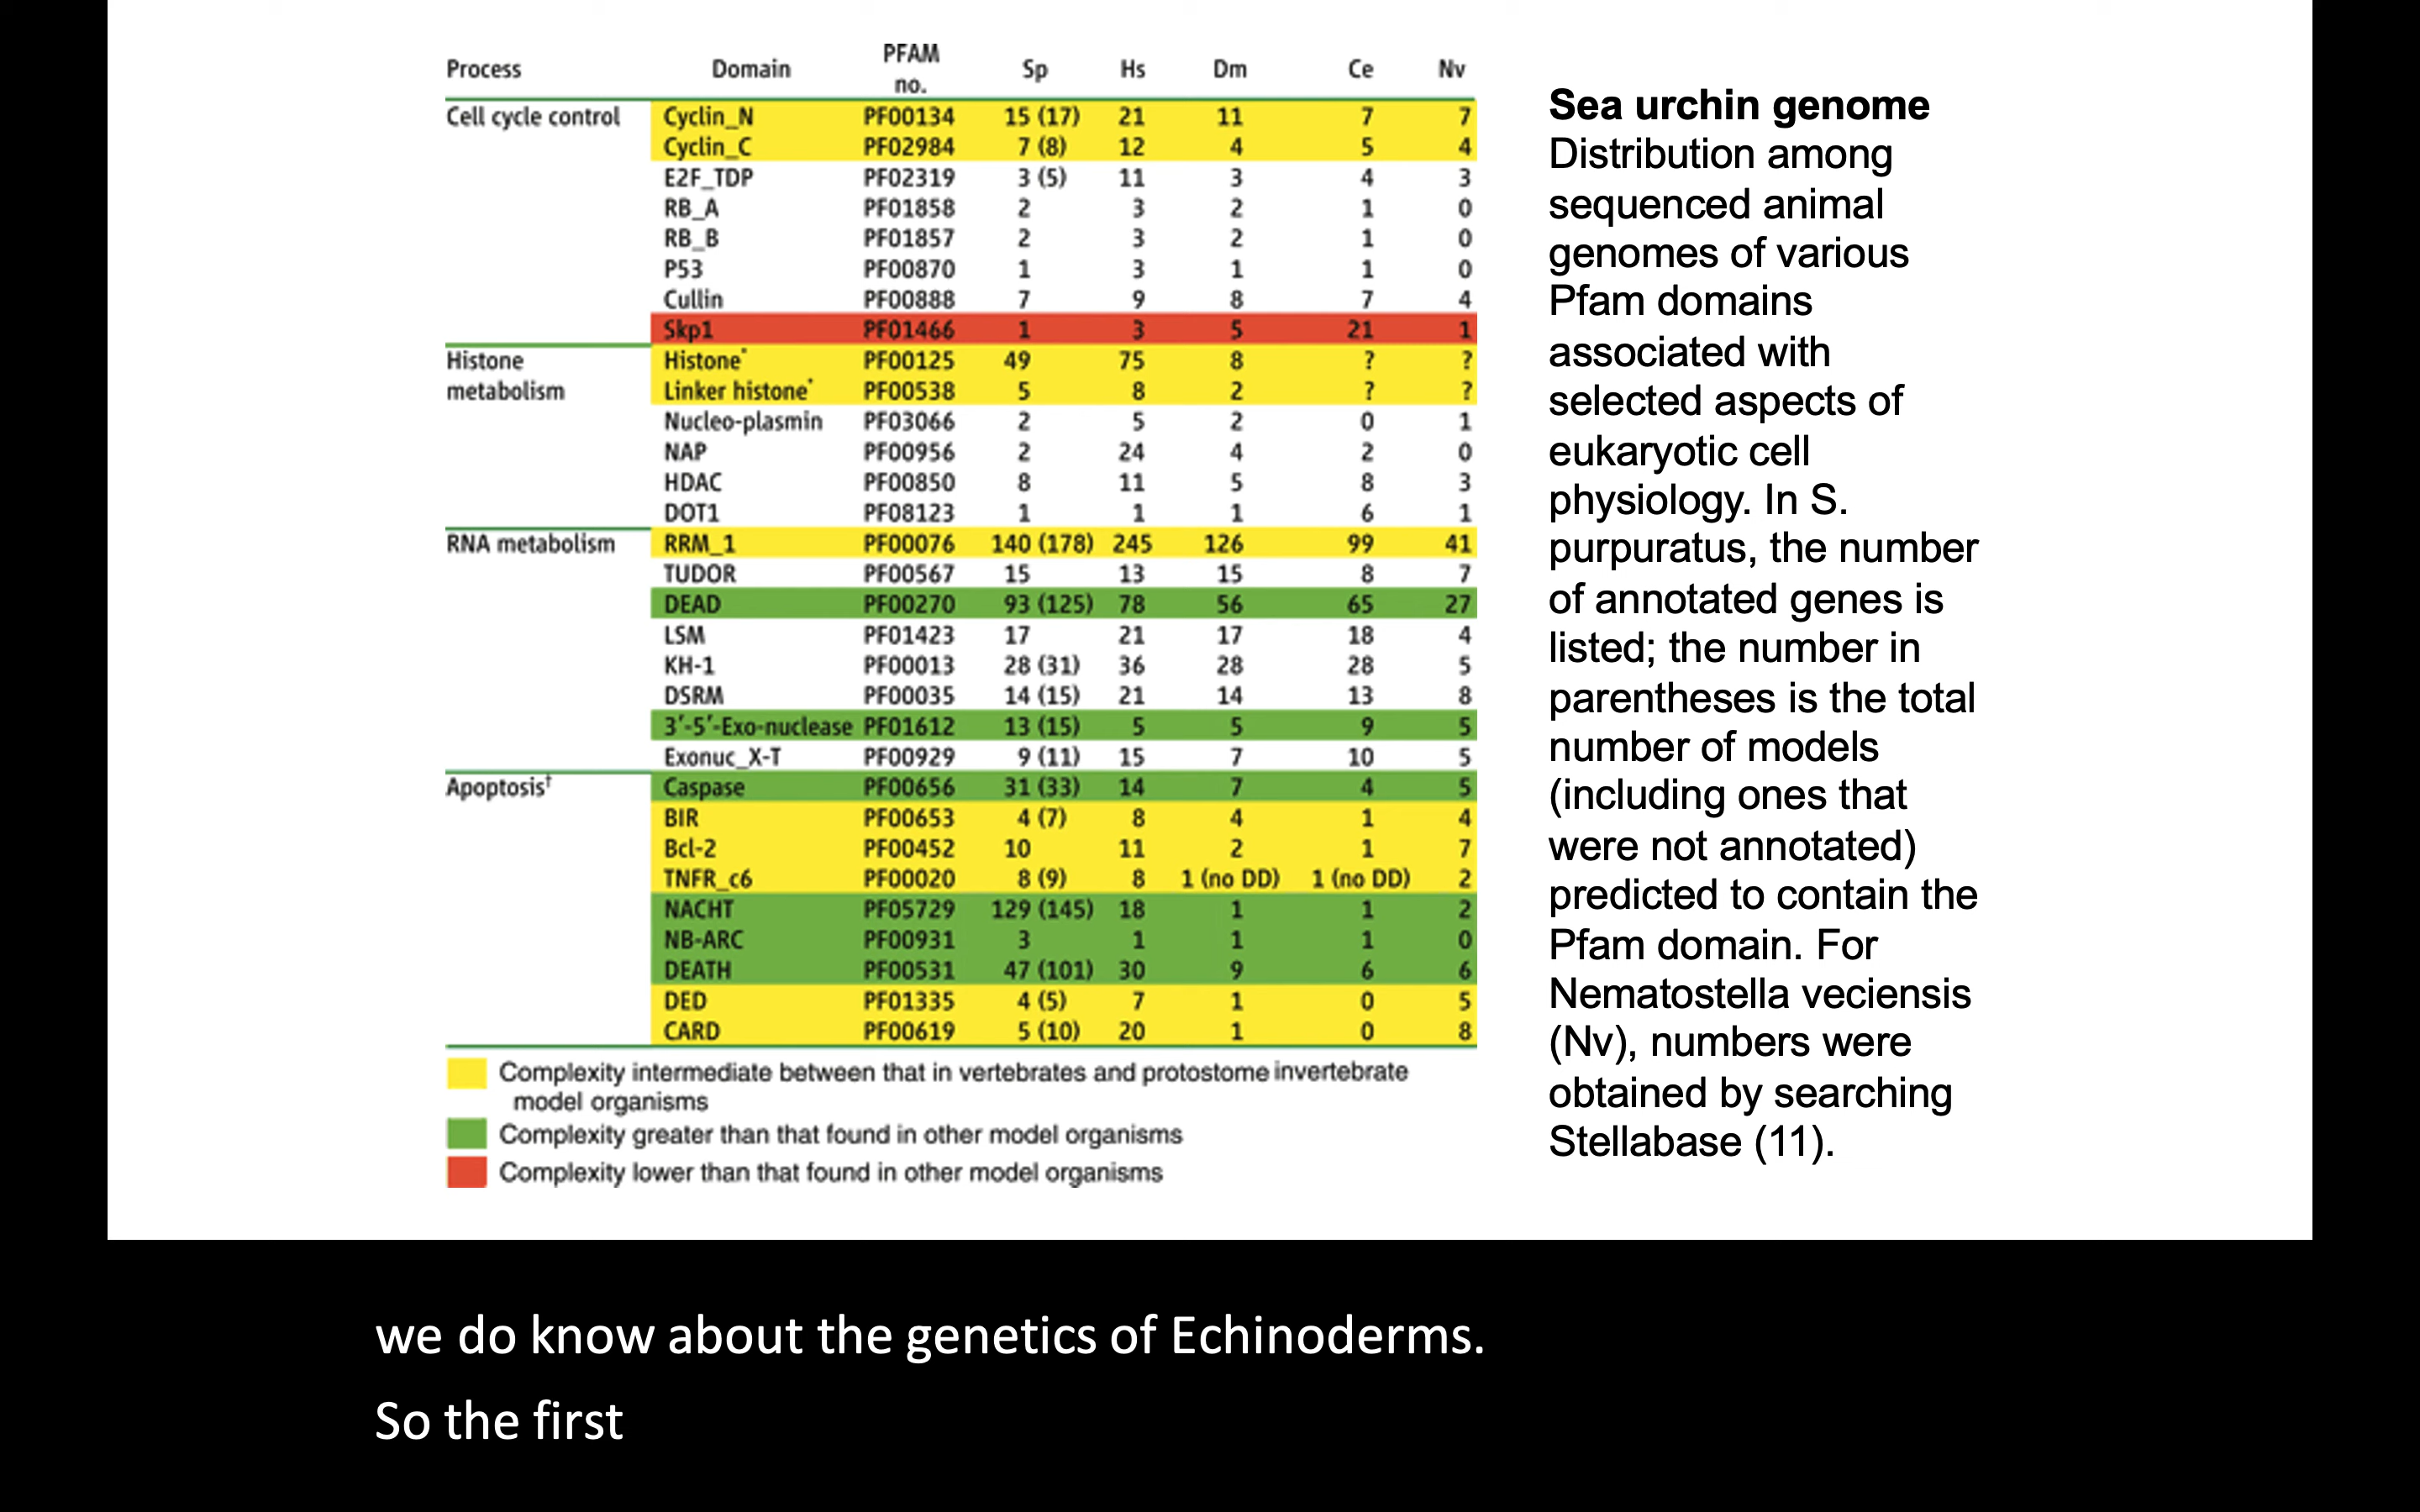 Process Domain PFAM no. Sp Hs Dm Ce Nv
Cell cycle control Cyclin_N PF00134 15 (17) 21 11 7 7
Cyclin_C PF02984 7 (8) 12 4 5 4
E2F_TDP PF02319 3 (5) 11 3 4 3
RB_A PF01858 2 3 2 1 0
RB_B PF01857 2 3 2 1 0
P53 PF00870 1 3 1 1 0
Cullin PF00888 7 9 8 7 4
Skp1 PF01466 1 3 5 21 1
Histone Histone* PF00125 49 75 8 ? ?
metabolism Linker histone* PF00538 5 8 2 ? ?
Nucleo-plasmin PF03066 2 5 2 0 1
NAP PF00956 2 24 4 2 0
HDAC PF00850 8 11 5 8 3
DOT1 PF08123 1 1 1 6 1
RNA metabolism RRM_1 PF00076 140 (178) 245 126 99 41
TUDOR PF00567 15 13 15 8 7
DEAD PF00270 93 (125) 78 56 65 27
LSM PF01423 17 21 17 18 4
KH-1 PF00013 28 (31) 36 28 28 5
DSRM PF00035 14 (15) 21 14 13 8
3′-5′-Exo-nuclease PF01612 13 (15) 5 5 9 5
Exonuc_X-T PF00929 9 (11) 15 7 10 5
Apoptosis† Caspase PF00656 31 (33) 14 7 4 5
BIR PF00653 4 (7) 8 4 1 4
Bcl-2 PF00452 10 11 2 1 7
TNFR_c6 PF00020 8 (9) 8 1 (no DD) 1 (no DD) 2
NACHT PF05729 129 (145) 18 1 1 2
NB-ARC PF00931 3 1 1 1 0
DEATH PF00531 47 (101) 30 9 6 6
DED PF01335 4 (5) 7 1 0 5
CARD PF00619 5 (10) 20 1 0 8
Complexity intermediate between that in vertebrates and protostome invertebrate
model organisms
Complexity greater than that found in other model organisms
Complexity lower than that found in other model organisms
Sea urchin genome
Distribution among
sequenced animal
genomes of various
Pfam domains
associated with
selected aspects of
eukaryotic cell
physiology. In S.
purpuratus, the number
of annotated genes is
listed; the number in
parentheses is the total
number of models
(including ones that
were not annotated)
predicted to contain the
Pfam domain. For
Nematostella veciensis
(Nv), numbers were
obtained by searching
Stellabase (11).
we do know about the genetics of Echinoderms.
So the first